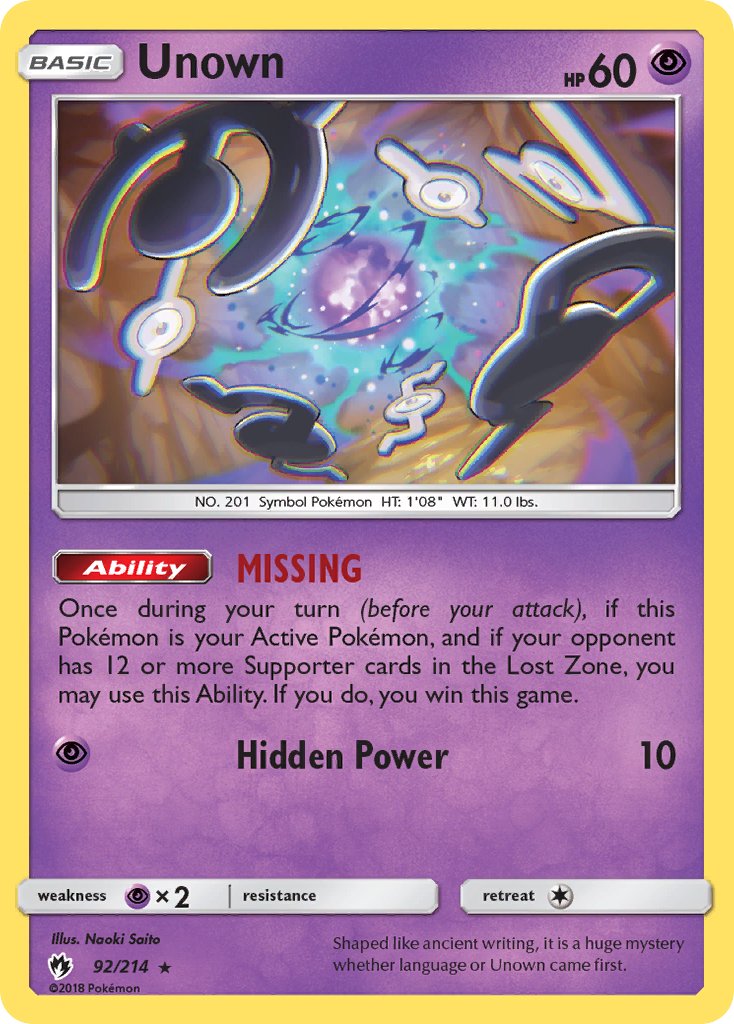 BASIC Unown HP 60
NO. 201 Symbol Pokémon HT: 1'08" WT: 11.0 lbs.
Ability MISSING
Once during your turn (before your attack), if this
Pokémon is your Active Pokémon, and if your opponent
has 12 or more Supporter cards in the Lost Zone, you
may use this Ability. If you do, you win this game.
Hidden Power 10
weakness ×2 resistance retreat
Illus. Naoki Saito
92/214 ★
©2018 Pokémon
Shaped like ancient writing, it is a huge mystery
whether language or Unown came first.